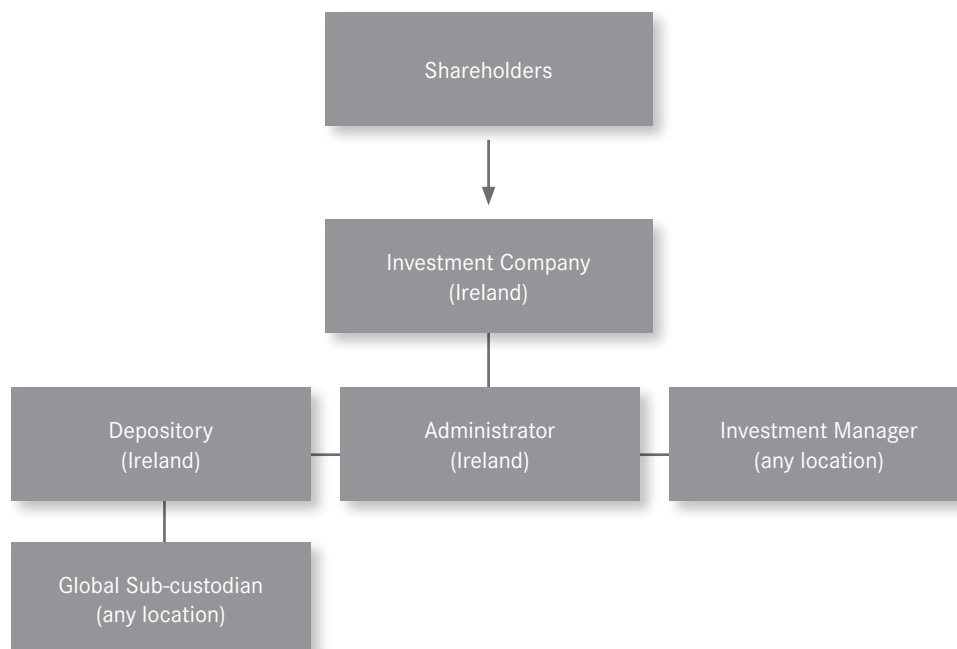 Shareholders
Investment Company
(Ireland)
Depository
(Ireland)
Administrator
(Ireland)
Investment Manager
(any location)
Global Sub-custodian
(any location)